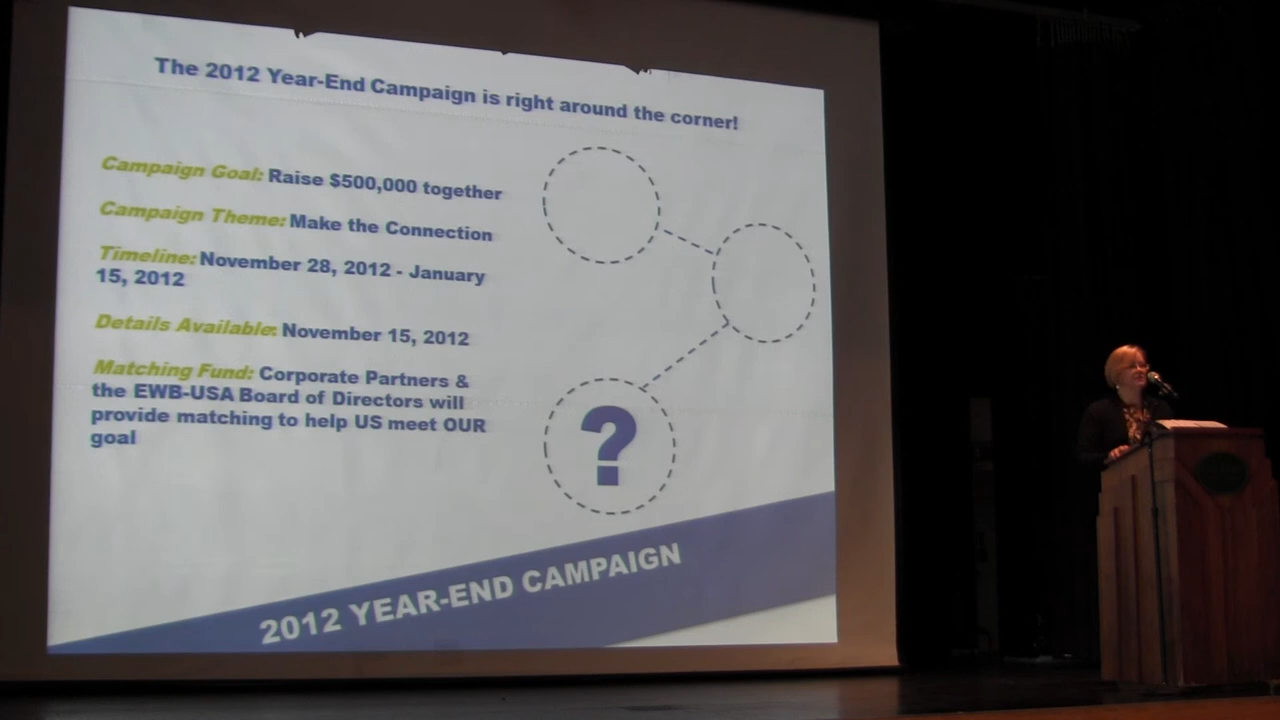 The 2012 Year-End Campaign is right around the corner!
Campaign Goal: Raise $500,000 together
Campaign Theme: Make the Connection
Timeline: November 28, 2012 - January
15, 2012
Details Available: November 15, 2012
Matching Fund: Corporate Partners &
the EWB-USA Board of Directors will
provide matching to help US meet OUR
goal
?
2012 YEAR-END CAMPAIGN